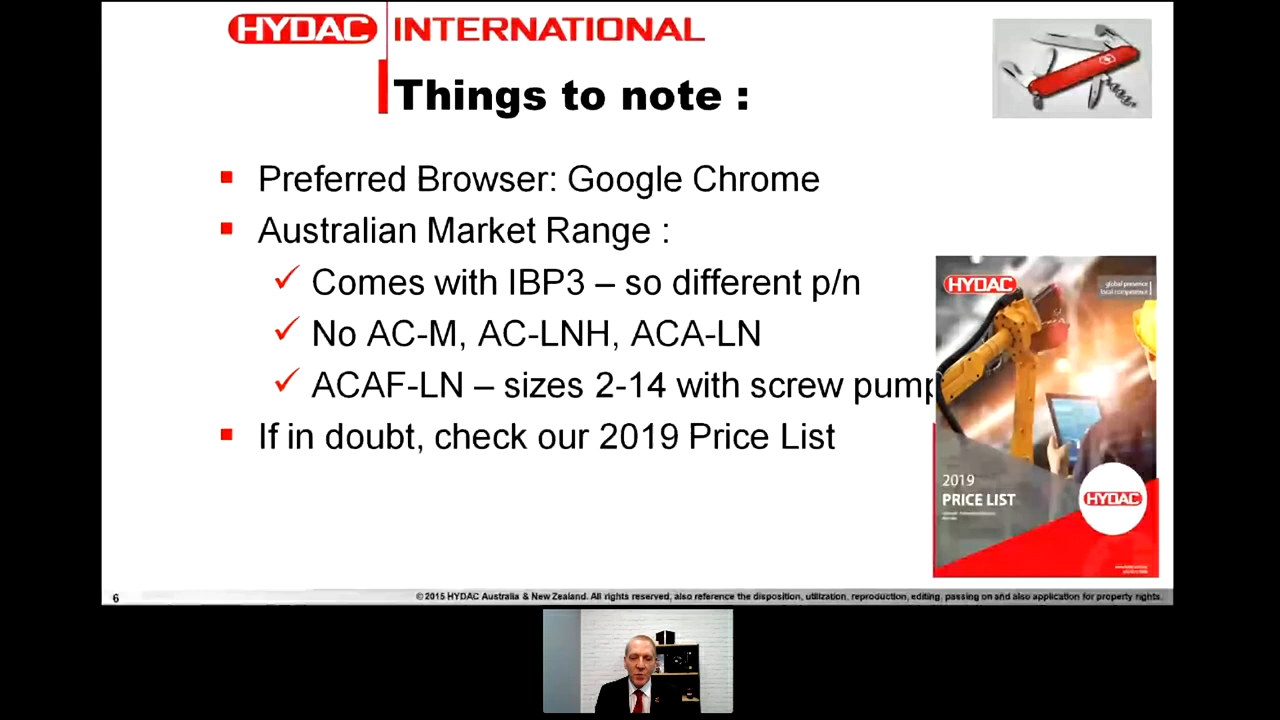 HYDAC INTERNATIONAL
Things to note :
Preferred Browser: Google Chrome
Australian Market Range :
Comes with IBP3 – so different p/n
No AC-M, AC-LNH, ACA-LN
ACAF-LN – sizes 2-14 with screw pump
If in doubt, check our 2019 Price List
HYDAC
global presence
local competence
2019
PRICE LIST
HYDAC
6
© 2015 HYDAC Australia & New Zealand. All rights reserved, also reference the disposition, utilization, reproduction, editing, passing on and also application for property rights.